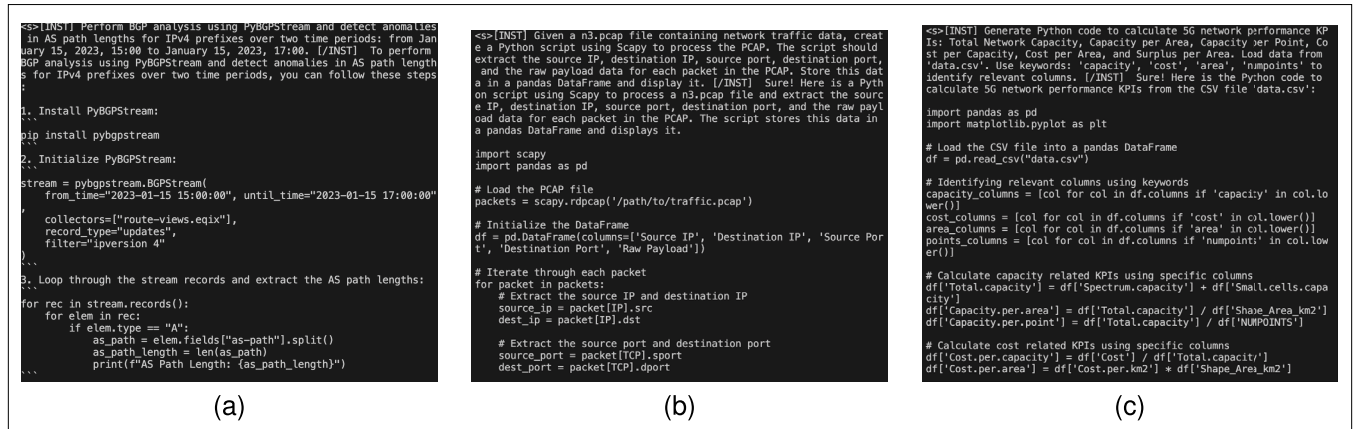 <s>[INST] Perform BGP analysis using PyBGPStream and detect anomalies
 in AS path lengths for IPv4 prefixes over two time periods: from Jan
uary 15, 2023, 15:00 to January 15, 2023, 17:00. [/INST]  To perform
BGP analysis using PyBGPStream and detect anomalies in AS path length
s for IPv4 prefixes over two time periods, you can follow these steps
:
1. Install PyBGPStream:
```
pip install pybgpstream
```
2. Initialize PyBGPStream:
```
stream = pybgpstream.BGPStream(
    from_time="2023-01-15 15:00:00", until_time="2023-01-15 17:00:00"
,
    collectors=["route-views.eqix"],
    record_type="updates",
    filter="ipversion 4"
)
```
3. Loop through the stream records and extract the AS path lengths:
```
for rec in stream.records():
    for elem in rec:
        if elem.type == "A":
            as_path = elem.fields["as-path"].split()
            as_path_length = len(as_path)
            print(f"AS Path Length: {as_path_length}")
```
(a)
<s>[INST] Given a n3.pcap file containing network traffic data, creat
e a Python script using Scapy to process the PCAP. The script should
extract the source IP, destination IP, source port, destination port,
 and the raw payload data for each packet in the PCAP. Store this dat
a in a pandas DataFrame and display it. [/INST]  Sure! Here is a Pyth
on script using Scapy to process a n3.pcap file and extract the sourc
e IP, destination IP, source port, destination port, and the raw payl
oad data for each packet in the PCAP. The script stores this data in
a pandas DataFrame and displays it.
import scapy
import pandas as pd
# Load the PCAP file
packets = scapy.rdpcap('/path/to/traffic.pcap')
# Initialize the DataFrame
df = pd.DataFrame(columns=['Source IP', 'Destination IP', 'Source Por
t', 'Destination Port', 'Raw Payload'])
# Iterate through each packet
for packet in packets:
    # Extract the source IP and destination IP
    source_ip = packet[IP].src
    dest_ip = packet[IP].dst
    # Extract the source port and destination port
    source_port = packet[TCP].sport
    dest_port = packet[TCP].dport
(b)
<s>[INST] Generate Python code to calculate 5G network performance KP
Is: Total Network Capacity, Capacity per Area, Capacity per Point, Co
st per Capacity, Cost per Area, and Surplus per Area. Load data from
'data.csv'. Use keywords: 'capacity', 'cost', 'area', 'numpoints' to
identify relevant columns. [/INST]  Sure! Here is the Python code to
calculate 5G network performance KPIs from the CSV file 'data.csv':
import pandas as pd
import matplotlib.pyplot as plt
# Load the CSV file into a pandas DataFrame
df = pd.read_csv("data.csv")
# Identifying relevant columns using keywords
capacity_columns = [col for col in df.columns if 'capacity' in col.lo
wer()]
cost_columns = [col for col in df.columns if 'cost' in col.lower()]
area_columns = [col for col in df.columns if 'area' in col.lower()]
points_columns = [col for col in df.columns if 'numpoints' in col.low
er()]
# Calculate capacity related KPIs using specific columns
df['Total.capacity'] = df['Spectrum.capacity'] + df['Small.cells.capa
city']
df['Capacity.per.area'] = df['Total.capacity'] / df['Shape_Area_km2']
df['Capacity.per.point'] = df['Total.capacity'] / df['NUMPOINTS']
# Calculate cost related KPIs using specific columns
df['Cost.per.capacity'] = df['Cost'] / df['Total.capacity']
df['Cost.per.area'] = df['Cost.per.km2'] * df['Shape_Area_km2']
(c)